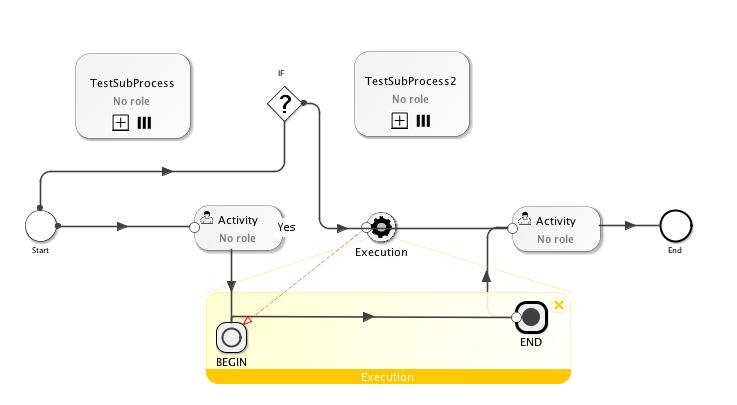 TestSubProcess
No role
IF
?
TestSubProcess2
No role
Start
Activity
No role
Yes
Execution
Activity
No role
End
BEGIN
END
Execution